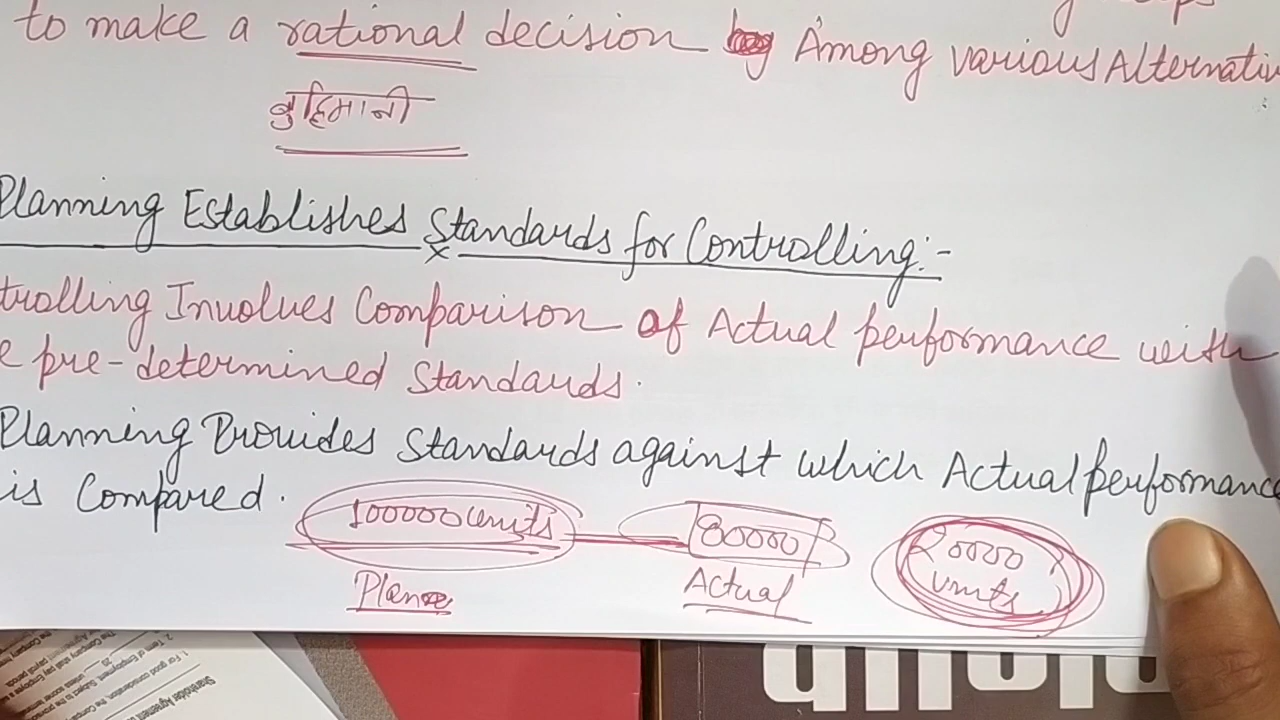 to make a rational decision Among various Alternativ
बुद्धिमानी
Planning Establishes Standards for Controlling:-
trolling Involves Comparison of Actual performance with
e pre-determined Standards.
Planning Provides Standards against which Actual performance
is Compared.
100000 units 80000 20000 units
Plan Actual